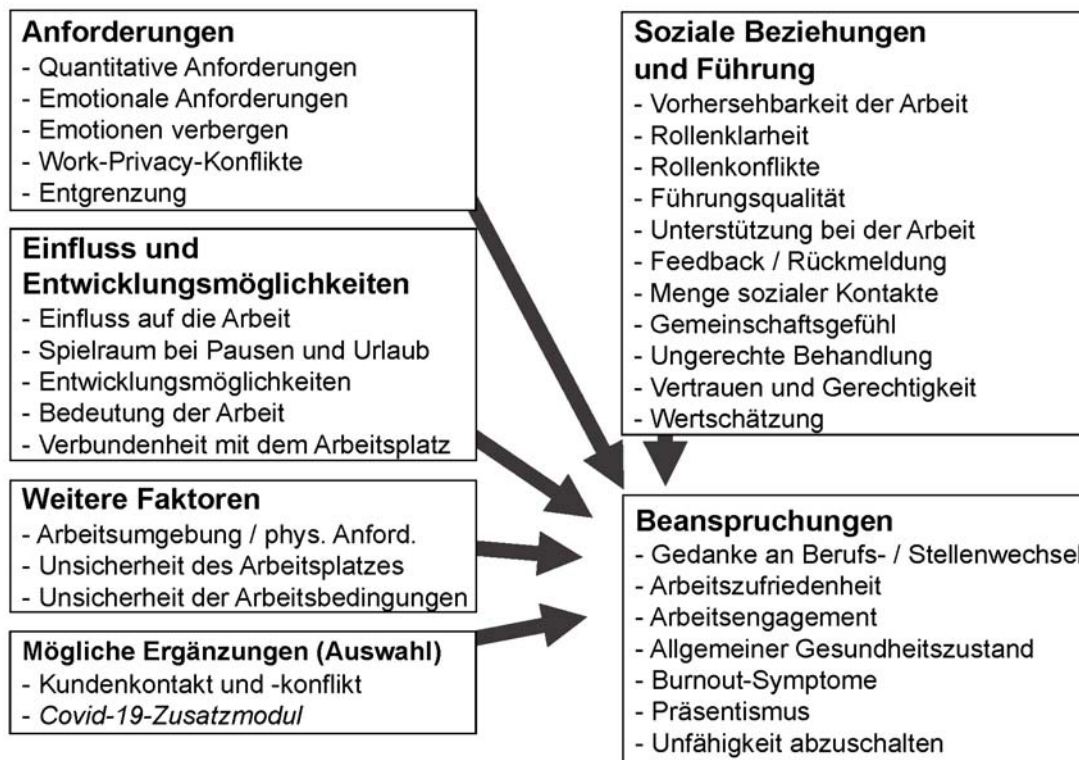 Anforderungen
- Quantitative Anforderungen
- Emotionale Anforderungen
- Emotionen verbergen
- Work-Privacy-Konflikte
- Entgrenzung
Einfluss und
Entwicklungsmöglichkeiten
- Einfluss auf die Arbeit
- Spielraum bei Pausen und Urlaub
- Entwicklungsmöglichkeiten
- Bedeutung der Arbeit
- Verbundenheit mit dem Arbeitsplatz
Weitere Faktoren
- Arbeitsumgebung / phys. Anford.
- Unsicherheit des Arbeitsplatzes
- Unsicherheit der Arbeitsbedingungen
Mögliche Ergänzungen (Auswahl)
- Kundenkontakt und -konflikt
- Covid-19-Zusatzmodul
Soziale Beziehungen
und Führung
- Vorhersehbarkeit der Arbeit
- Rollenklarheit
- Rollenkonflikte
- Führungsqualität
- Unterstützung bei der Arbeit
- Feedback / Rückmeldung
- Menge sozialer Kontakte
- Gemeinschaftsgefühl
- Ungerechte Behandlung
- Vertrauen und Gerechtigkeit
- Wertschätzung
Beanspruchungen
- Gedanke an Berufs- / Stellenwechsel
- Arbeitszufriedenheit
- Arbeitsengagement
- Allgemeiner Gesundheitszustand
- Burnout-Symptome
- Präsentismus
- Unfähigkeit abzuschalten